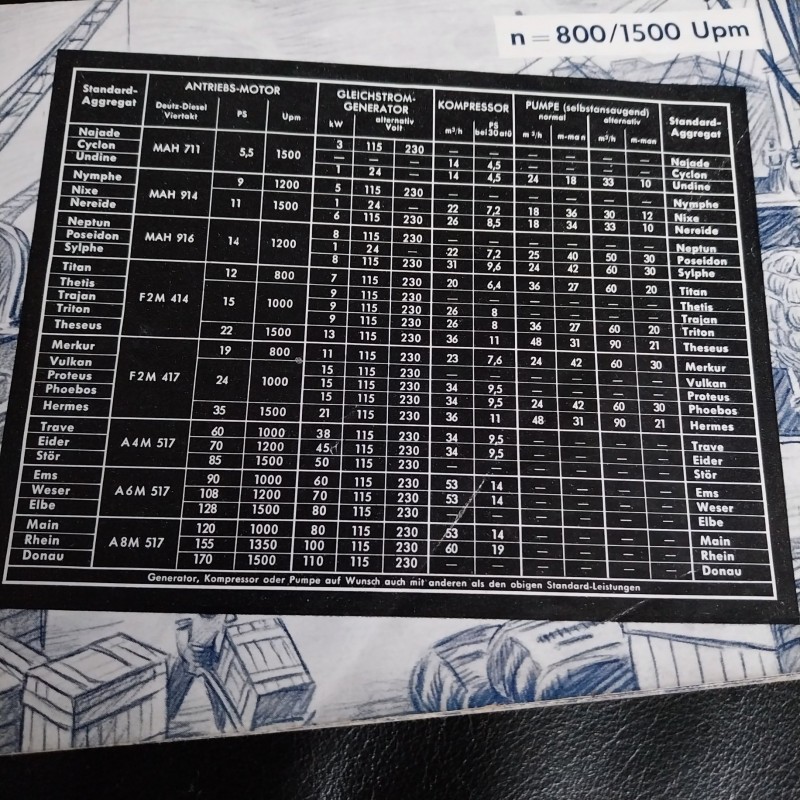 n = 800/1500 Upm
Standard-Aggregat ANTRIEBS-MOTOR GLEICHSTROM-GENERATOR KOMPRESSOR PUMPE (selbstansaugend) Standard-Aggregat
Deutz-Diesel Viertakt PS Upm kW alternativ Volt m³/h PS bei 30 atü normal m³/h m-man alternativ m³/h m-man
Najade MAH 711 5,5 1500 3 115 230 — — — — — — Najade
Cyclon — — — 14 4,5 — — — — Cyclon
Undine 1 24 — 14 4,5 24 18 33 10 Undine
Nymphe MAH 914 9 1200 5 115 230 — — — — — — Nymphe
Nixe 11 1500 1 24 — 22 7,2 18 36 30 12 Nixe
Nereide 6 115 230 26 8,5 18 34 33 10 Nereide
Neptun MAH 916 14 1200 8 115 230 — — — — — — Neptun
Poseidon 1 24 — 22 7,2 25 40 50 30 Poseidon
Sylphe 8 115 230 31 9,6 24 42 60 30 Sylphe
Titan F2M 414 12 800 7 115 230 20 6,4 36 27 60 20 Titan
Thetis 15 1000 9 115 230 — — — — — — Thetis
Trajan 9 115 230 26 8 — — — — Trajan
Triton 9 115 230 26 8 36 27 60 20 Triton
Theseus 22 1500 13 115 230 36 11 48 31 90 21 Theseus
Merkur F2M 417 19 800 11 115 230 23 7,6 24 42 60 30 Merkur
Vulkan 24 1000 15 115 230 — — — — — — Vulkan
Proteus 15 115 230 34 9,5 — — — — Proteus
Phoebos 15 115 230 34 9,5 24 42 60 30 Phoebos
Hermes 35 1500 21 115 230 36 11 48 31 90 21 Hermes
Trave A4M 517 60 1000 38 115 230 34 9,5 — — — — Trave
Eider 70 1200 45 115 230 34 9,5 — — — — Eider
Stör 85 1500 50 115 230 — — — — — — Stör
Ems A6M 517 90 1000 60 115 230 53 14 — — — — Ems
Weser 108 1200 70 115 230 53 14 — — — — Weser
Elbe 128 1500 80 115 230 — — — — — — Elbe
Main A8M 517 120 1000 80 115 230 53 14 — — — — Main
Rhein 155 1350 100 115 230 60 19 — — — — Rhein
Donau 170 1500 110 115 230 — — — — — — Donau
Generator, Kompressor oder Pumpe auf Wunsch auch mit anderen als den obigen Standard-Leistungen